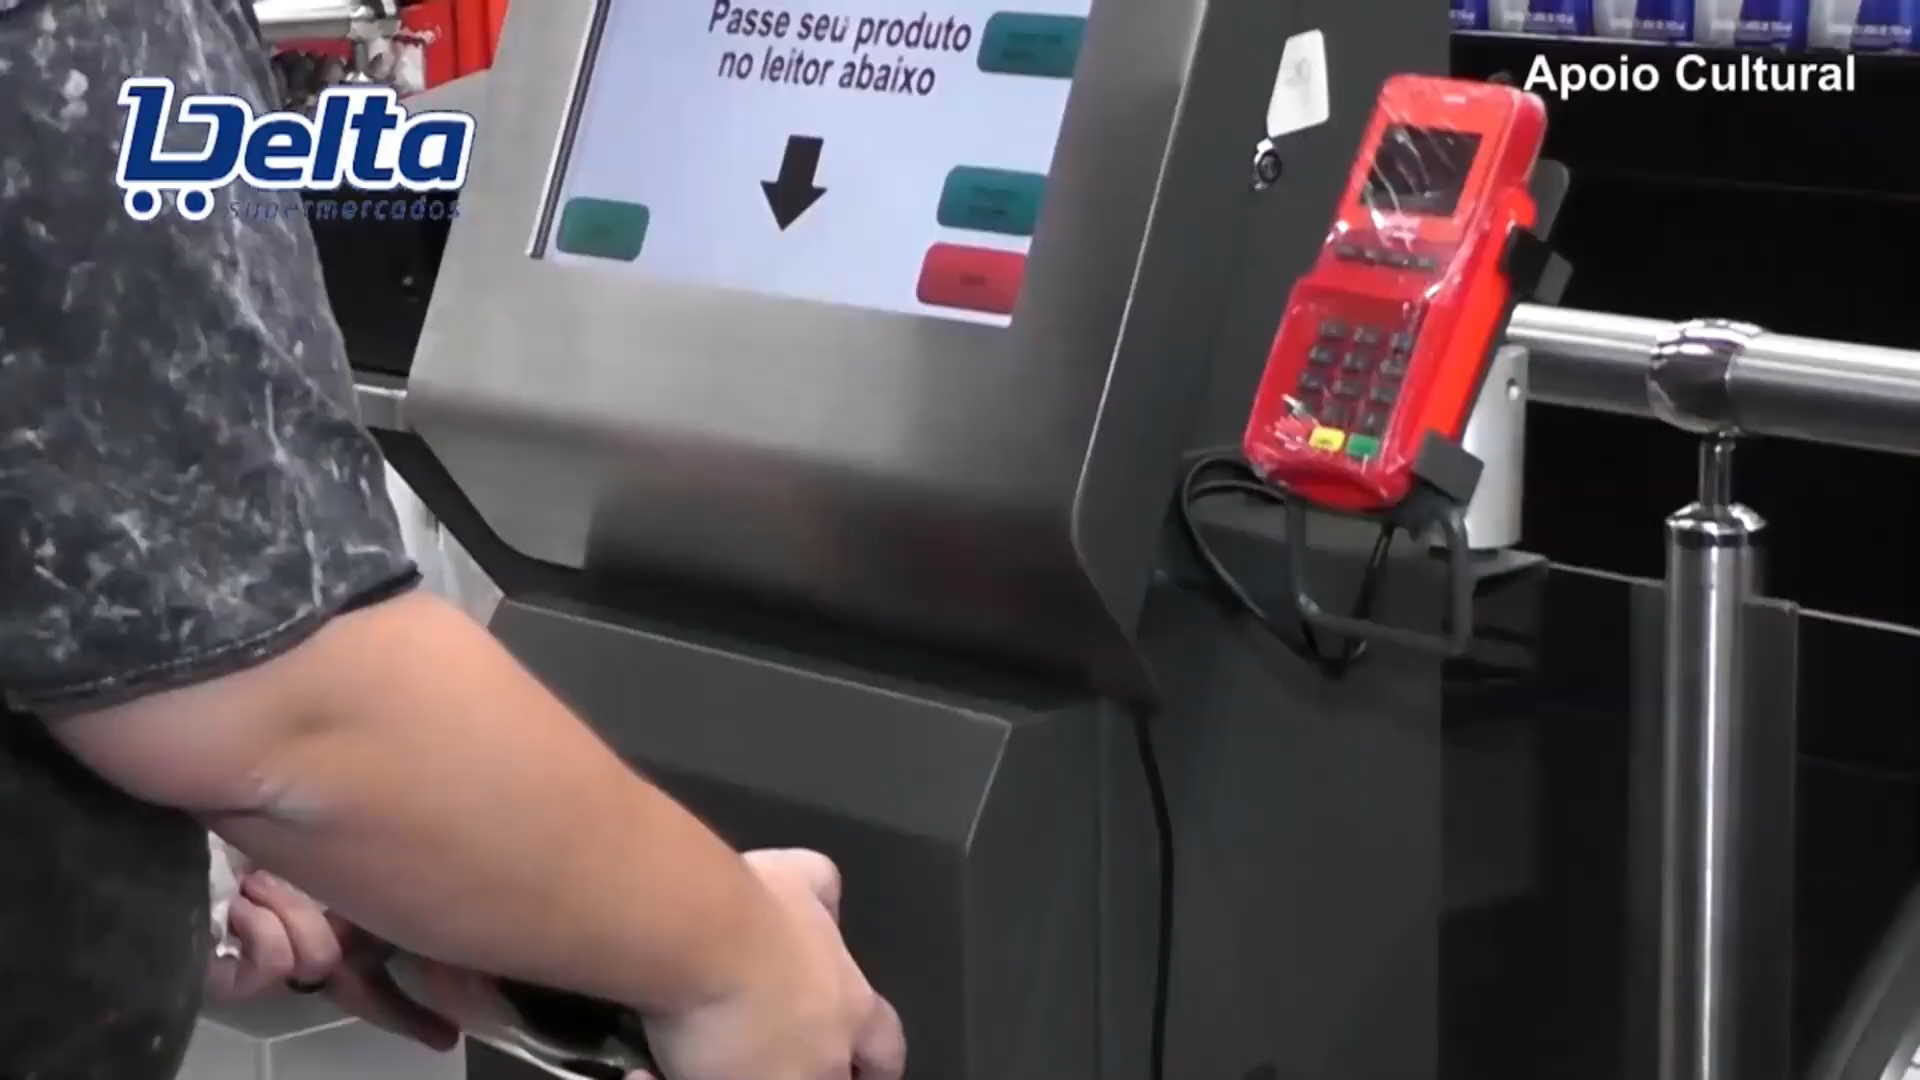 Passe seu produto
no leitor abaixo
Apoio Cultural
Delta
supermercados